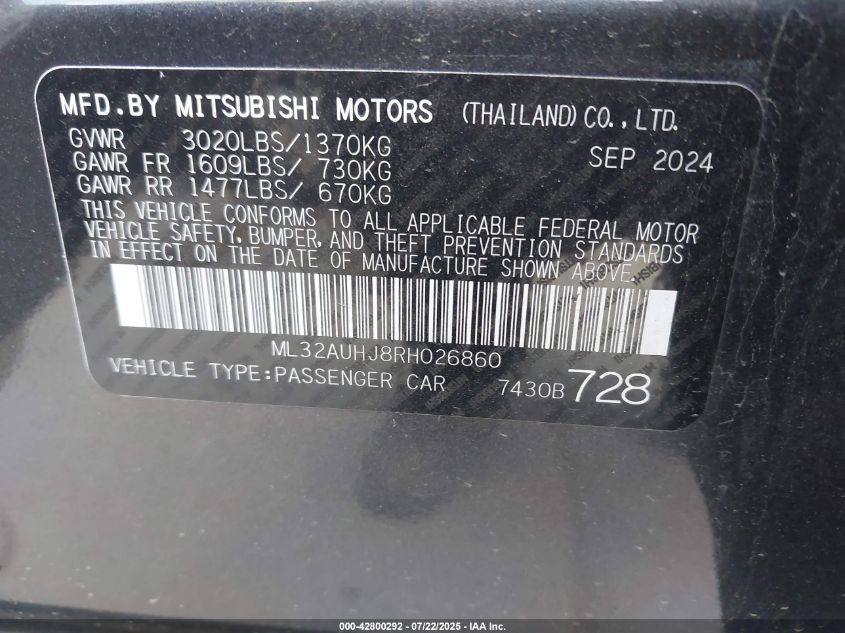 MFD.BY MITSUBISHI MOTORS (THAILAND) CO., LTD.
GVWR 3020LBS/1370KG SEP 2024
GAWR FR 1609LBS/ 730KG
GAWR RR 1477LBS/ 670KG
THIS VEHICLE CONFORMS TO ALL APPLICABLE FEDERAL MOTOR
VEHICLE SAFETY, BUMPER, AND THEFT PREVENTION STANDARDS
IN EFFECT ON THE DATE OF MANUFACTURE SHOWN ABOVE.
ML32AUHJ8RH026860
VEHICLE TYPE:PASSENGER CAR 7430B 728
000-42800292 - 07/22/2025 - IAA Inc.